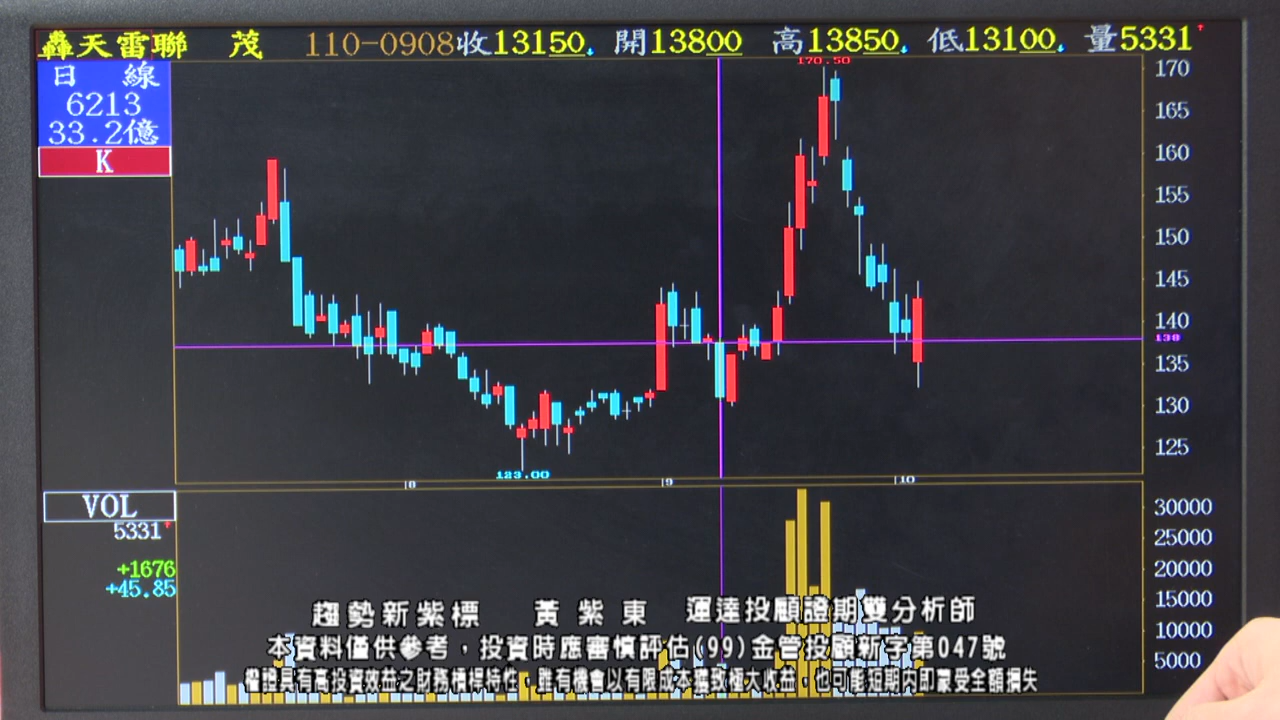 轟天雷聯 茂 110-0908收13150↓ 開13800 高13850↓ 低13100↓ 量5331↑
日 線
6213
33.2億
K
170.50
170
165
160
155
150
145
140
138
135
130
125
123.00
8 9 10
VOL
5331↑
+1676
+45.85
30000
25000
20000
15000
10000
5000
趨勢新紫標 黃紫東 運達投顧證期雙分析師
本資料僅供參考，投資時應審慎評估(99)金管投顧新字第047號
權證具有高投資效益之財務槓桿特性，雖有機會以有限成本獲致極大收益，也可能短期內即蒙受全額損失